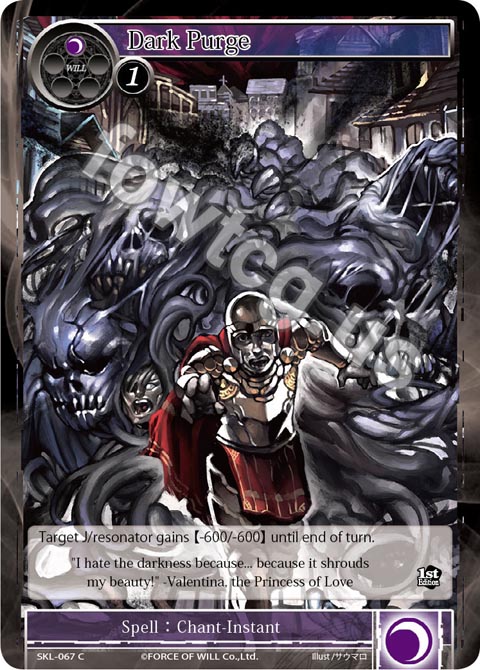 Dark Purge
WILL
1
fowtcg.us
Target J/resonator gains 【-600/-600】 until end of turn.
"I hate the darkness because... because it shrouds
my beauty!" -Valentina, the Princess of Love
1st
Edition
Spell : Chant-Instant
SKL-067 C ©FORCE OF WILL Co.,Ltd. Illust / サウマロ